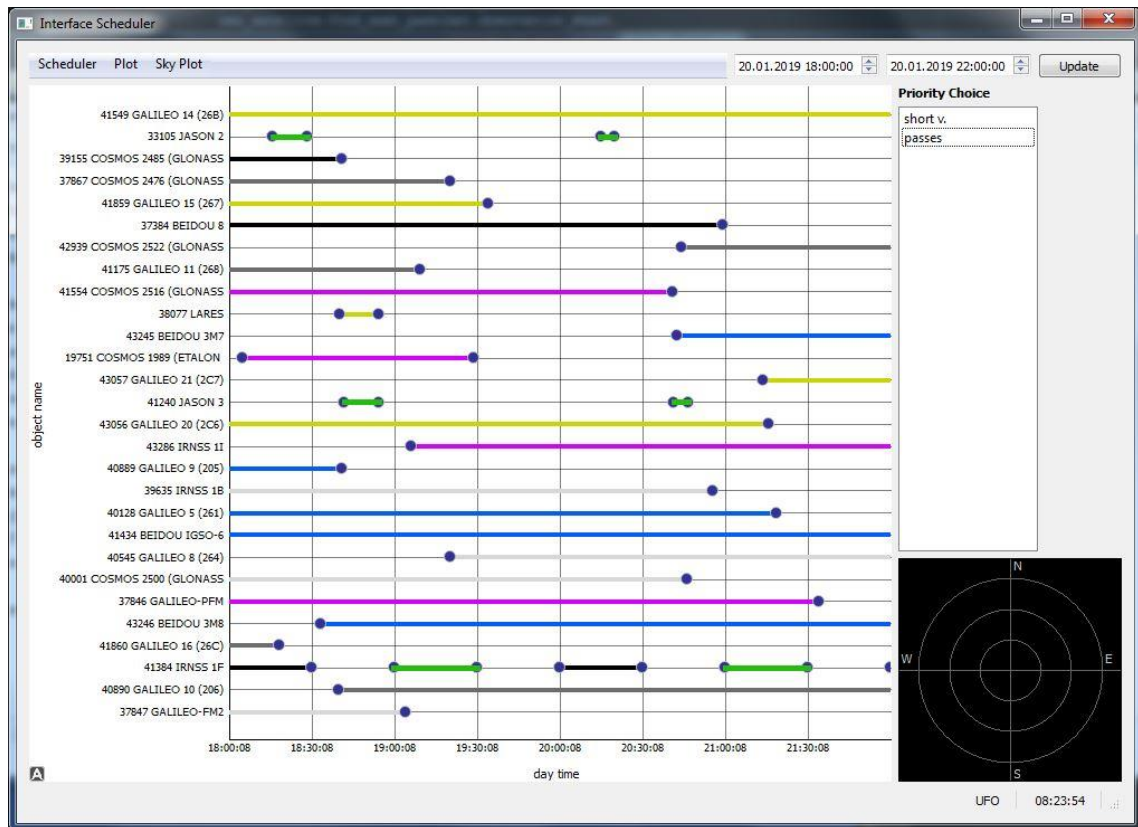 Interface Scheduler
Scheduler Plot Sky Plot
20.01.2019 18:00:00 20.01.2019 22:00:00 Update
Priority Choice
short v.
passes
object name
41549 GALILEO 14 (26B)
33105 JASON 2
39155 COSMOS 2485 (GLONASS
37867 COSMOS 2476 (GLONASS
41859 GALILEO 15 (267)
37384 BEIDOU 8
42939 COSMOS 2522 (GLONASS
41175 GALILEO 11 (268)
41554 COSMOS 2516 (GLONASS
38077 LARES
43245 BEIDOU 3M7
19751 COSMOS 1989 (ETALON
43057 GALILEO 21 (2C7)
41240 JASON 3
43056 GALILEO 20 (2C6)
43286 IRNSS 1I
40889 GALILEO 9 (205)
39635 IRNSS 1B
40128 GALILEO 5 (261)
41434 BEIDOU IGSO-6
40545 GALILEO 8 (264)
40001 COSMOS 2500 (GLONASS
37846 GALILEO-PFM
43246 BEIDOU 3M8
41860 GALILEO 16 (26C)
41384 IRNSS 1F
40890 GALILEO 10 (206)
37847 GALILEO-FM2
18:00:08 18:30:08 19:00:08 19:30:08 20:00:08 20:30:08 21:00:08 21:30:08
day time
A
N
W E
S
UFO 08:23:54